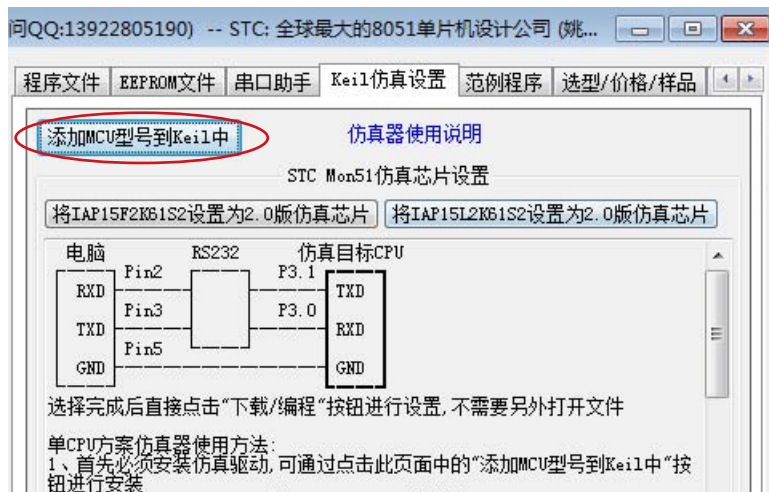 问QQ:13922805190) -- STC: 全球最大的8051单片机设计公司 (姚...
程序文件 EEPROM文件 串口助手 Keil仿真设置 范例程序 选型/价格/样品
添加MCU型号到Keil中 仿真器使用说明
STC Mon51仿真芯片设置
将IAP15F2K61S2设置为2.0版仿真芯片 将IAP15L2K61S2设置为2.0版仿真芯片
电脑 RS232 仿真目标CPU
Pin2 P3.1
RXD TXD
Pin3 P3.0
TXD RXD
Pin5
GND GND
选择完成后直接点击“下载/编程“按钮进行设置,不需要另外打开文件
单CPU方案仿真器使用方法:
1、首先必须安装仿真驱动,可通过点击此页面中的“添加MCU型号到Keil中“按
钮进行安装